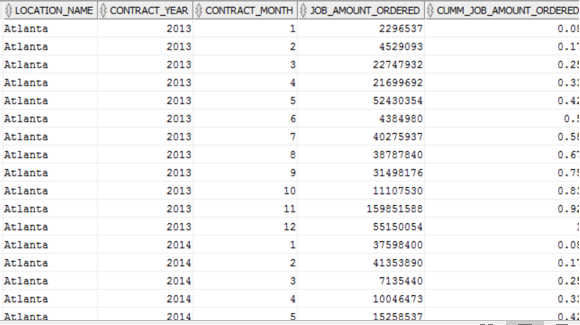 LOCATION_NAME CONTRACT_YEAR CONTRACT_MONTH JOB_AMOUNT_ORDERED CUMM_JOB_AMOUNT_ORDERED
Atlanta 2013 1 2296537 0.08
Atlanta 2013 2 4529093 0.17
Atlanta 2013 3 22747932 0.25
Atlanta 2013 4 21699692 0.33
Atlanta 2013 5 52430354 0.42
Atlanta 2013 6 4384980 0.5
Atlanta 2013 7 40275937 0.58
Atlanta 2013 8 38787840 0.67
Atlanta 2013 9 31498176 0.75
Atlanta 2013 10 11107530 0.83
Atlanta 2013 11 159851588 0.92
Atlanta 2013 12 55150054 1
Atlanta 2014 1 37598400 0.08
Atlanta 2014 2 41353890 0.17
Atlanta 2014 3 7135440 0.25
Atlanta 2014 4 10046473 0.33
Atlanta 2014 5 15258537 0.42